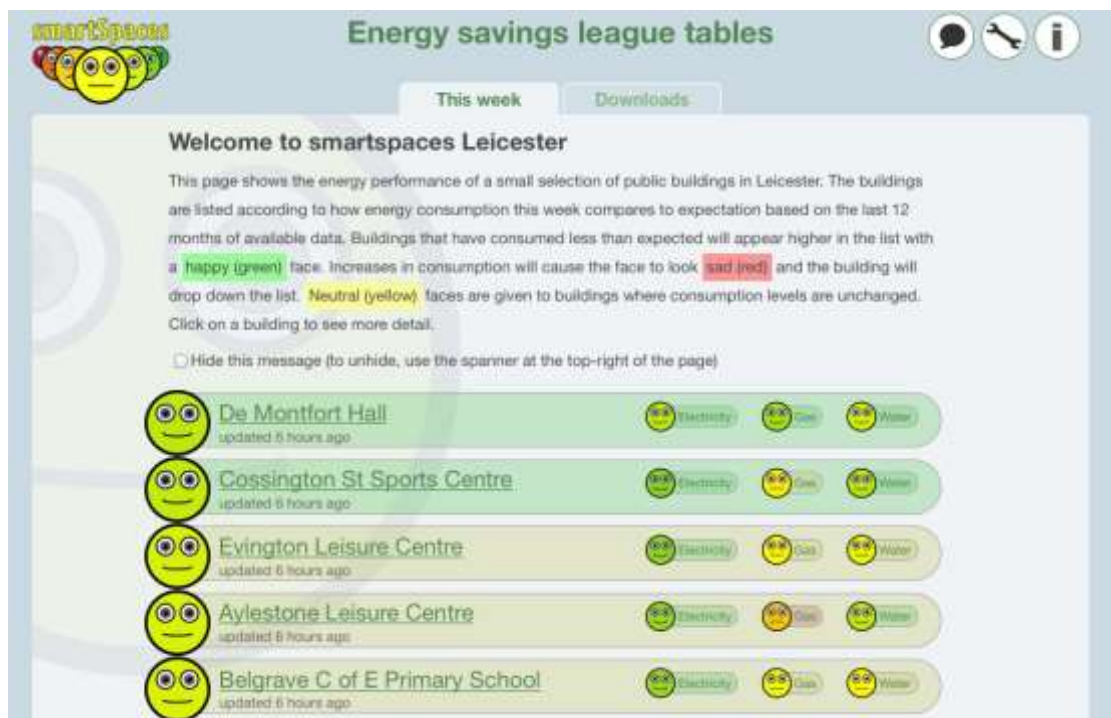 smartSpaces
Energy savings league tables
This week
Downloads
Welcome to smartspaces Leicester
This page shows the energy performance of a small selection of public buildings in Leicester. The buildings
are listed according to how energy consumption this week compares to expectation based on the last 12
months of available data. Buildings that have consumed less than expected will appear higher in the list with
a happy (green) face. Increases in consumption will cause the face to look sad (red) and the building will
drop down the list. Neutral (yellow) faces are given to buildings where consumption levels are unchanged.
Click on a building to see more detail.
Hide this message (to unhide, use the spanner at the top-right of the page)
De Montfort Hall
Electricity Gas Water
updated 6 hours ago
Cossington St Sports Centre
Electricity Gas Water
updated 6 hours ago
Evington Leisure Centre
Electricity Gas Water
updated 6 hours ago
Aylestone Leisure Centre
Electricity Gas Water
updated 6 hours ago
Belgrave C of E Primary School
Electricity Gas Water
updated 6 hours ago